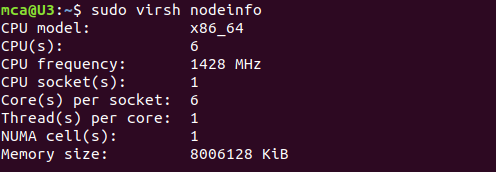 mca@U3:~$ sudo virsh nodeinfo
CPU model:           x86_64
CPU(s):              6
CPU frequency:       1428 MHz
CPU socket(s):       1
Core(s) per socket:  6
Thread(s) per core:  1
NUMA cell(s):        1
Memory size:         8006128 KiB